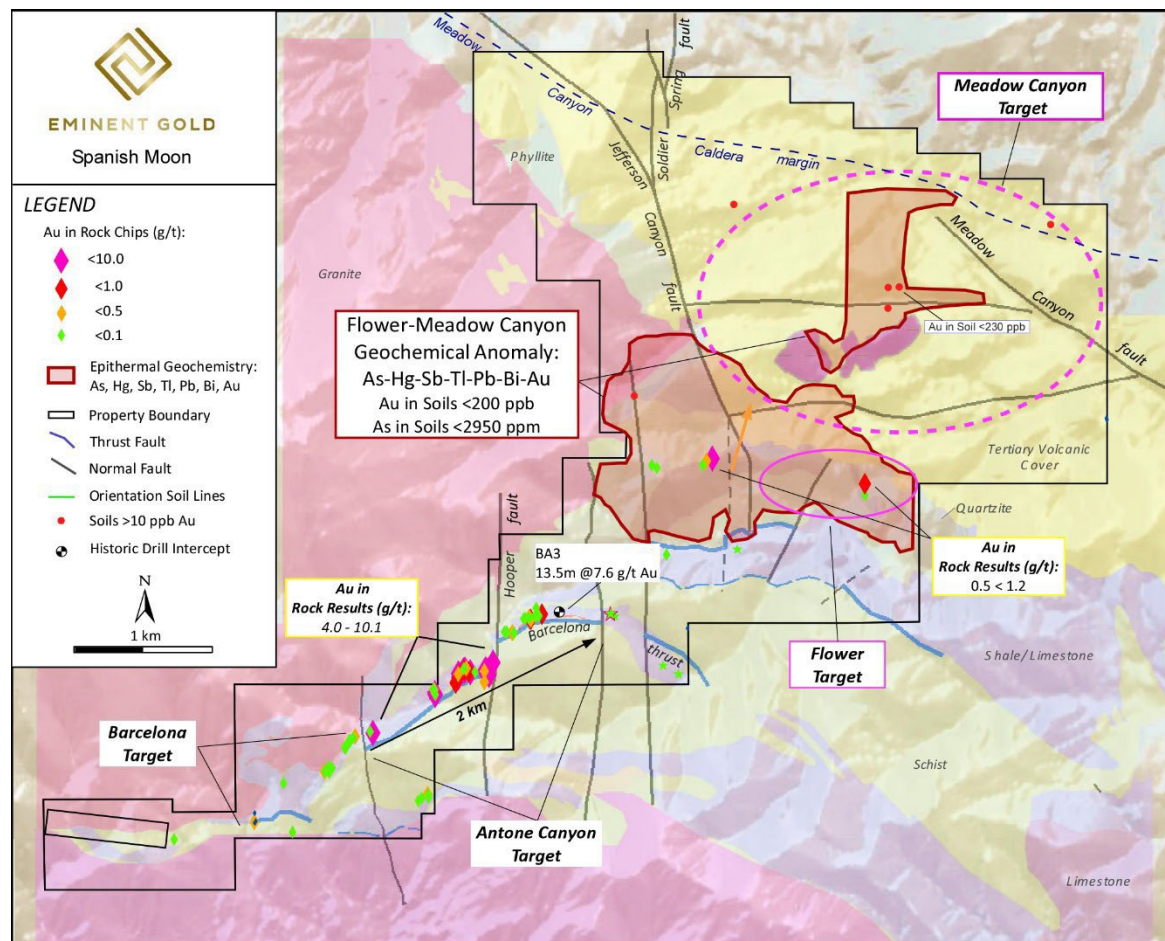 EMINENT GOLD
Spanish Moon
LEGEND
Au in Rock Chips (g/t):
<10.0
<1.0
<0.5
<0.1
Epithermal Geochemistry:
As, Hg, Sb, Tl, Pb, Bi, Au
Property Boundary
Thrust Fault
Normal Fault
Orientation Soil Lines
Soils >10 ppb Au
Historic Drill Intercept
N
1 km
Meadow
Canyon
Caldera margin
Spring fault
Soldier
Jefferson
Canyon
fault
Phyllite
Granite
Meadow Canyon
Target
Meadow
Canyon
fault
Au in Soil <230 ppb
Flower-Meadow Canyon
Geochemical Anomaly:
As-Hg-Sb-Tl-Pb-Bi-Au
Au in Soils <200 ppb
As in Soils <2950 ppm
Tertiary Volcanic
Cover
Quartzite
Hooper fault
BA3
13.5m @7.6 g/t Au
Au in
Rock Results (g/t):
0.5 < 1.2
Au in
Rock Results (g/t):
4.0 - 10.1
Barcelona
thrust
Flower
Target
Shale/Limestone
2 km
Barcelona
Target
Schist
Antone Canyon
Target
Limestone